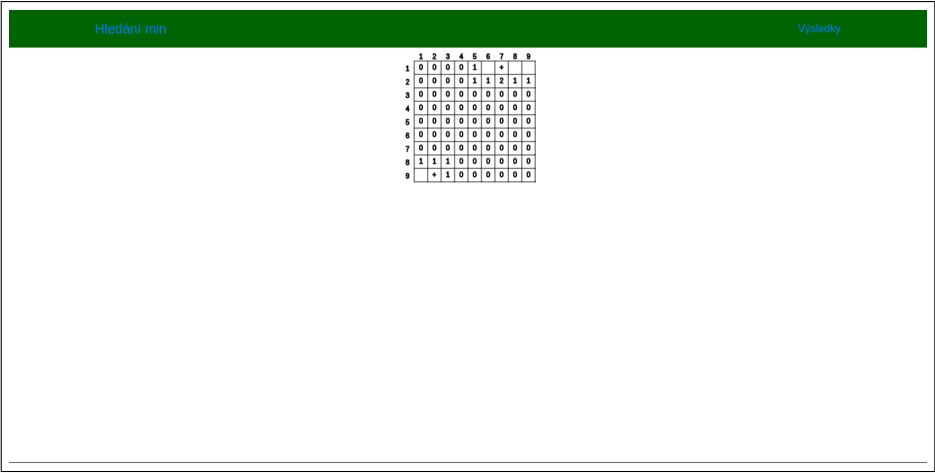 Hledání min Výsledky
1 2 3 4 5 6 7 8 9
1 0 0 0 0 1 +
2 0 0 0 0 1 1 2 1 1
3 0 0 0 0 0 0 0 0 0
4 0 0 0 0 0 0 0 0 0
5 0 0 0 0 0 0 0 0 0
6 0 0 0 0 0 0 0 0 0
7 0 0 0 0 0 0 0 0 0
8 1 1 1 0 0 0 0 0 0
9 + 1 0 0 0 0 0 0